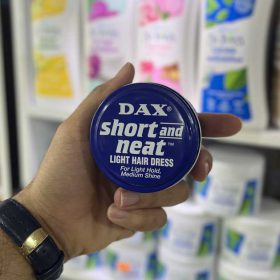 DAX®
short and
neat™
LIGHT HAIR DRESS
For Light Hold,
Medium Shine